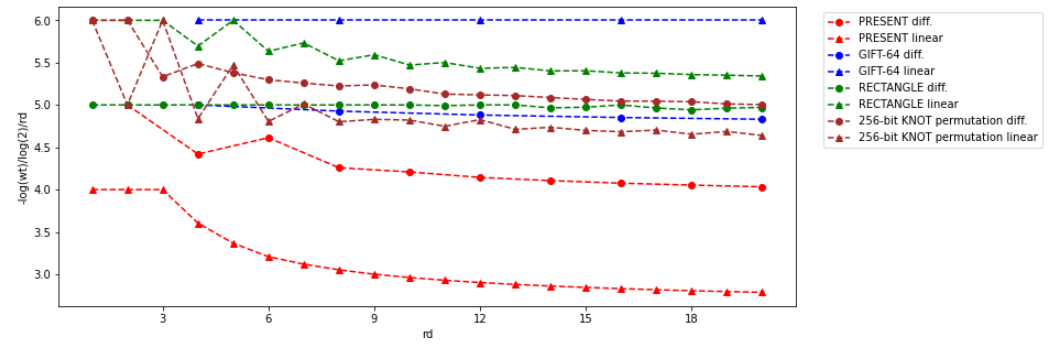 6.0
5.5
5.0
4.5
4.0
3.5
3.0
-log(wt)/log(2)/rd
3
6
9
12
15
18
rd
PRESENT diff.
PRESENT linear
GIFT-64 diff.
GIFT-64 linear
RECTANGLE diff.
RECTANGLE linear
256-bit KNOT permutation diff.
256-bit KNOT permutation linear